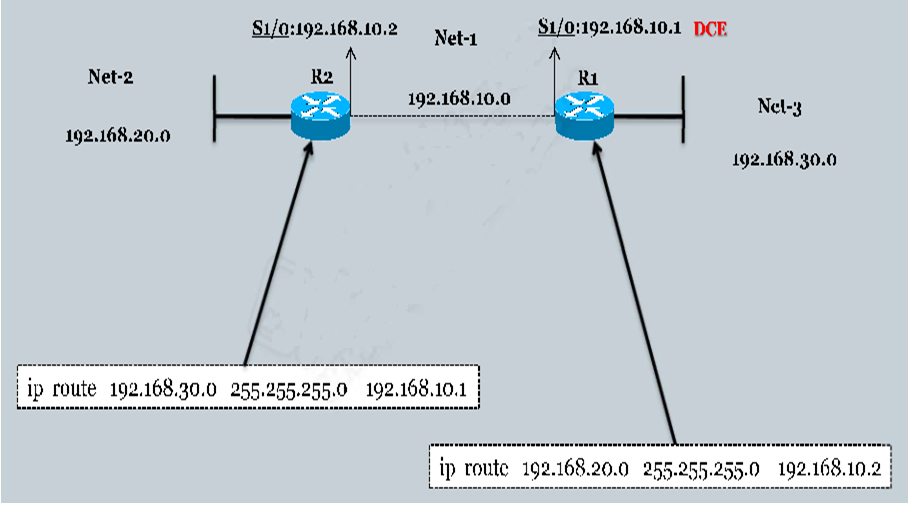 S1/0:192.168.10.2
Net-1
S1/0:192.168.10.1 DCE
Net-2
R2
R1
192.168.10.0
Net-3
192.168.20.0
192.168.30.0
ip route 192.168.30.0 255.255.255.0 192.168.10.1
ip route 192.168.20.0 255.255.255.0 192.168.10.2